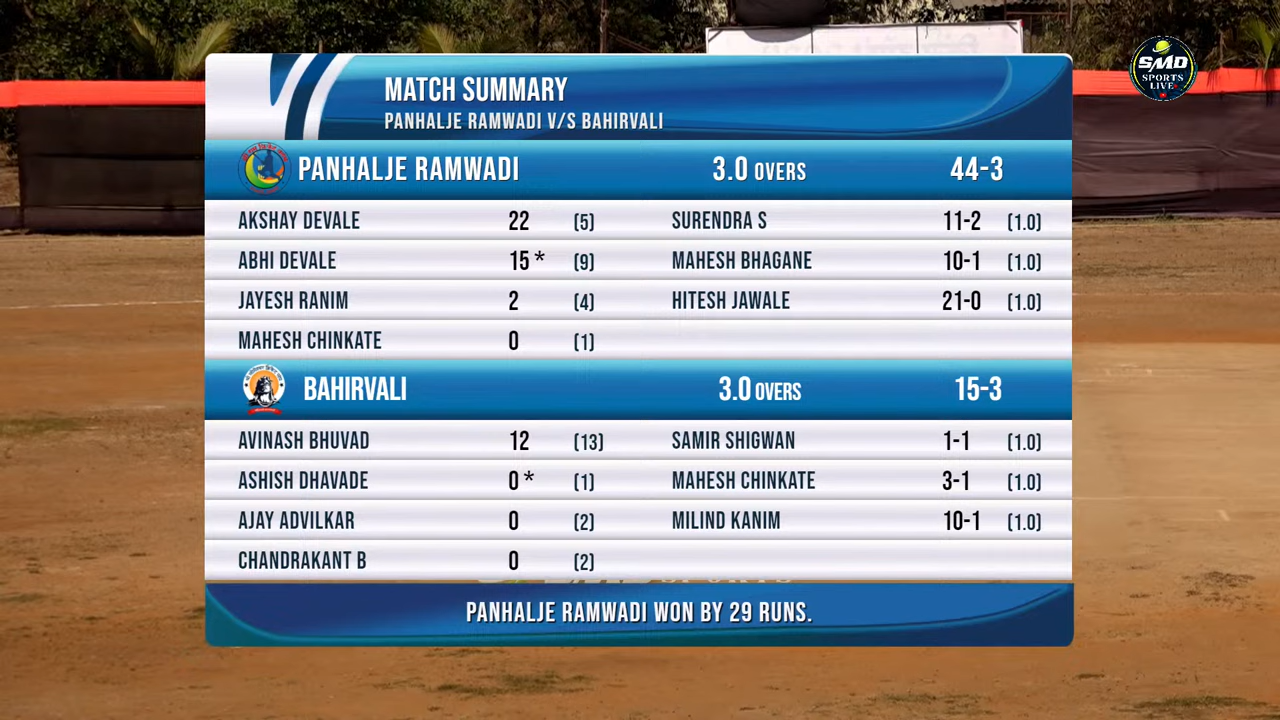 SMD
SPORTS
LIVE
MATCH SUMMARY
PANHALJE RAMWADI V/S BAHIRVALI
PANHALJE RAMWADI 3.0 OVERS 44-3
AKSHAY DEVALE 22 (5) SURENDRA S 11-2 (1.0)
ABHI DEVALE 15* (9) MAHESH BHAGANE 10-1 (1.0)
JAYESH RANIM 2 (4) HITESH JAWALE 21-0 (1.0)
MAHESH CHINKATE 0 (1)
BAHIRVALI 3.0 OVERS 15-3
AVINASH BHUVAD 12 (13) SAMIR SHIGWAN 1-1 (1.0)
ASHISH DHAVADE 0* (1) MAHESH CHINKATE 3-1 (1.0)
AJAY ADVILKAR 0 (2) MILIND KANIM 10-1 (1.0)
CHANDRAKANT B 0 (2)
PANHALJE RAMWADI WON BY 29 RUNS.